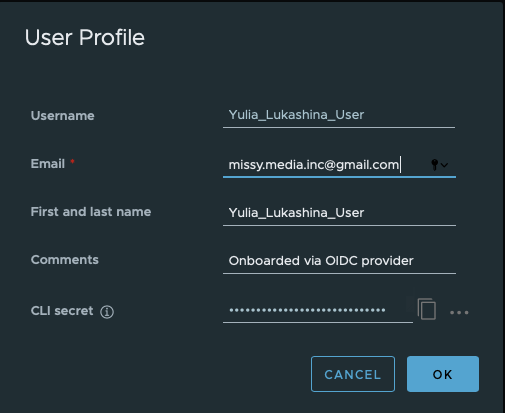 User Profile
Username
Yulia_Lukashina_User
Email *
missy.media.inc@gmail.com
First and last name
Yulia_Lukashina_User
Comments
Onboarded via OIDC provider
CLI secret
••••••••••••••••••••••••••••
CANCEL
OK